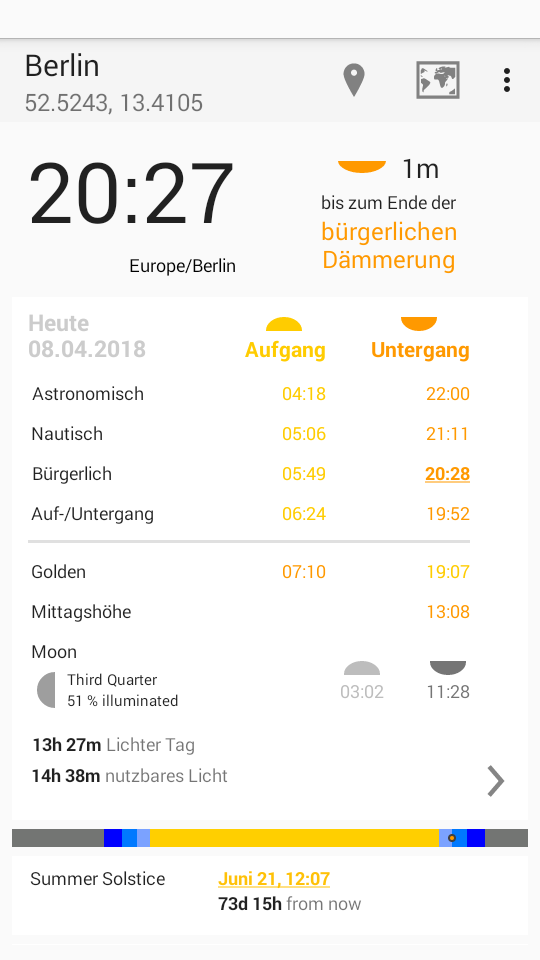 Berlin
52.5243, 13.4105
20:27
Europe/Berlin
1m
bis zum Ende der
bürgerlichen
Dämmerung
Heute
08.04.2018
Aufgang Untergang
Astronomisch 04:18 22:00
Nautisch 05:06 21:11
Bürgerlich 05:49 20:28
Auf-/Untergang 06:24 19:52
Golden 07:10 19:07
Mittagshöhe 13:08
Moon
Third Quarter
51 % illuminated
03:02 11:28
13h 27m Lichter Tag
14h 38m nutzbares Licht
Summer Solstice Juni 21, 12:07
73d 15h from now